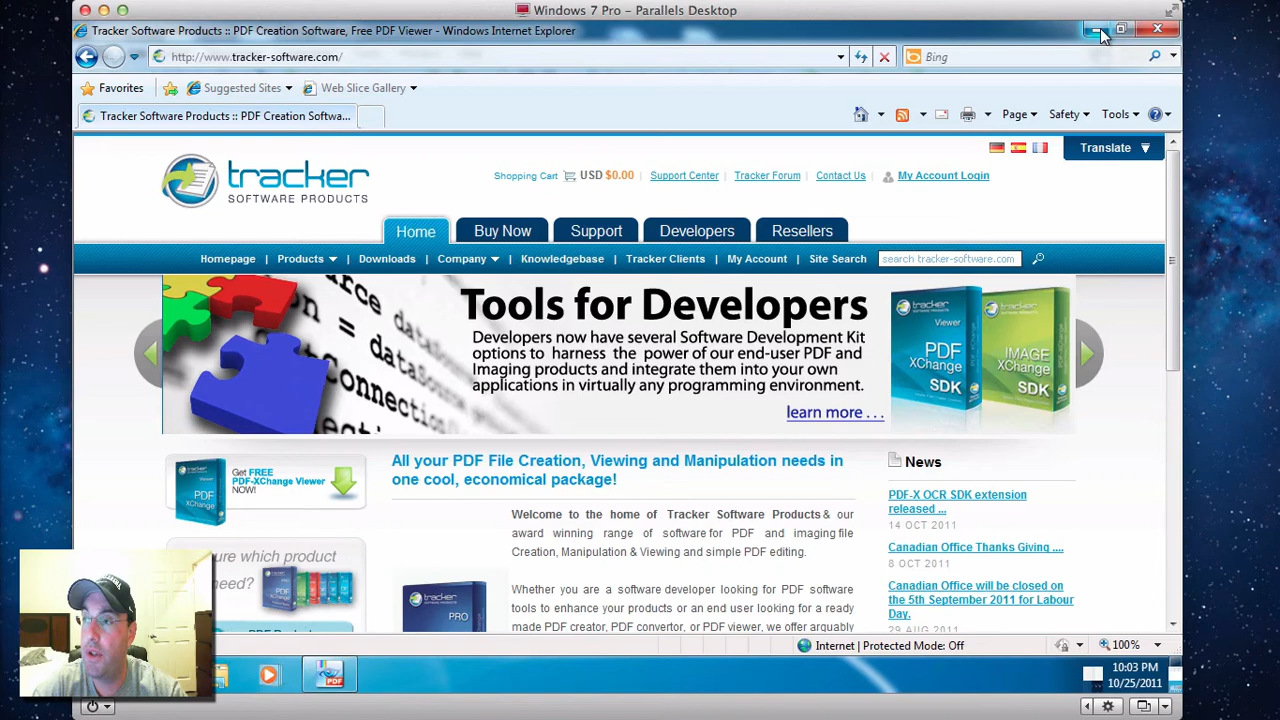 Windows 7 Pro - Parallels Desktop
Tracker Software Products :: PDF Creation Software, Free PDF Viewer - Windows Internet Explorer
http://www.tracker-software.com/
Bing
Favorites
Suggested Sites
Web Slice Gallery
Tracker Software Products :: PDF Creation Softwa...
Page
Safety
Tools
tracker
SOFTWARE PRODUCTS
Shopping Cart USD $0.00 | Support Center | Tracker Forum | Contact Us | My Account Login
Translate
Home
Buy Now
Support
Developers
Resellers
Homepage | Products | Downloads | Company | Knowledgebase | Tracker Clients | My Account | Site Search
search tracker-software.com
Tools for Developers
Developers now have several Software Development Kit
options to harness the power of our end-user PDF and
Imaging products and integrate them into your own
applications in virtually any programming environment.
learn more . . .
tracker
Viewer
PDF
XChange
SDK
tracker
IMAGE
XChange
SDK
Get FREE
PDF-XChange Viewer
NOW!
PDF
XChange
ure which product
need?
All your PDF File Creation, Viewing and Manipulation needs in
one cool, economical package!
Welcome to the home of Tracker Software Products & our
award winning range of software for PDF and imaging file
Creation, Manipulation & Viewing and simple PDF editing.
tracker
PRO
Whether you are a software developer looking for PDF software
tools to enhance your products or an end user looking for a ready
made PDF creator, PDF convertor, or PDF viewer, we offer arguably
News
PDF-X OCR SDK extension
released ...
14 OCT 2011
Canadian Office Thanks Giving ....
8 OCT 2011
Canadian Office will be closed on
the 5th September 2011 for Labour
Day.
29 AUG 2011
Internet | Protected Mode: Off
100%
10:03 PM
10/25/2011